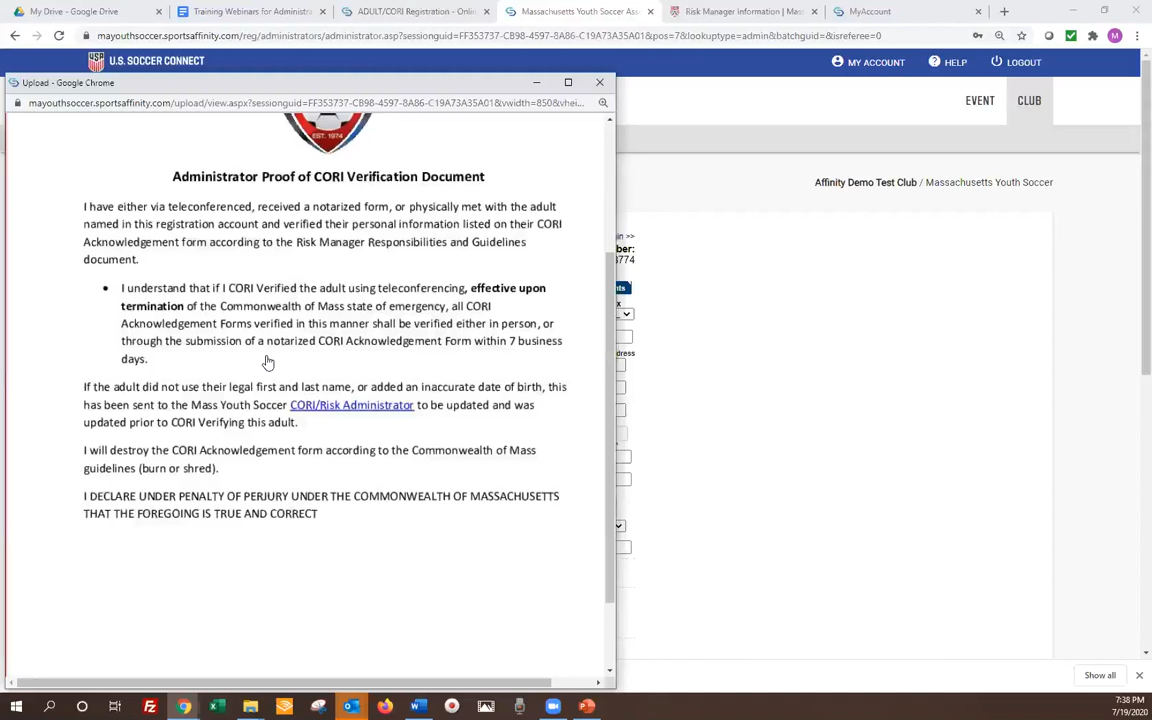 My Drive - Google Drive
Training Webinars for Administra
ADULT/CORI Registration - Onlin
Massachusetts Youth Soccer Ass
Risk Manager Information | Mass
MyAccount
mayouthsoccer.sportsaffinity.com/reg/administrators/administrator.asp?sessionguid=FF353737-CB98-4597-8A86-C19A73A35A01&pos=7&lookuptype=admin&batchguid=&isreferee=0
M
U.S. SOCCER CONNECT
MY ACCOUNT
HELP
LOGOUT
Upload - Google Chrome
mayouthsoccer.sportsaffinity.com/upload/view.aspx?sessionguid=FF353737-CB98-4597-8A86-C19A73A35A01&vwidth=850&vhei...
EVENT
CLUB
EST. 1974
Affinity Demo Test Club / Massachusetts Youth Soccer
Administrator Proof of CORI Verification Document
I have either via teleconferenced, received a notarized form, or physically met with the adult
named in this registration account and verified their personal information listed on their CORI
Acknowledgement form according to the Risk Manager Responsibilities and Guidelines
document.
• I understand that if I CORI Verified the adult using teleconferencing, effective upon
termination of the Commonwealth of Mass state of emergency, all CORI
Acknowledgement Forms verified in this manner shall be verified either in person, or
through the submission of a notarized CORI Acknowledgement Form within 7 business
days.
If the adult did not use their legal first and last name, or added an inaccurate date of birth, this
has been sent to the Mass Youth Soccer CORI/Risk Administrator to be updated and was
updated prior to CORI Verifying this adult.
I will destroy the CORI Acknowledgement form according to the Commonwealth of Mass
guidelines (burn or shred).
I DECLARE UNDER PENALTY OF PERJURY UNDER THE COMMONWEALTH OF MASSACHUSETTS
THAT THE FOREGOING IS TRUE AND CORRECT
gin >>
ber:
8774
nts
x
dress
Show all
7:38 PM
7/19/2020